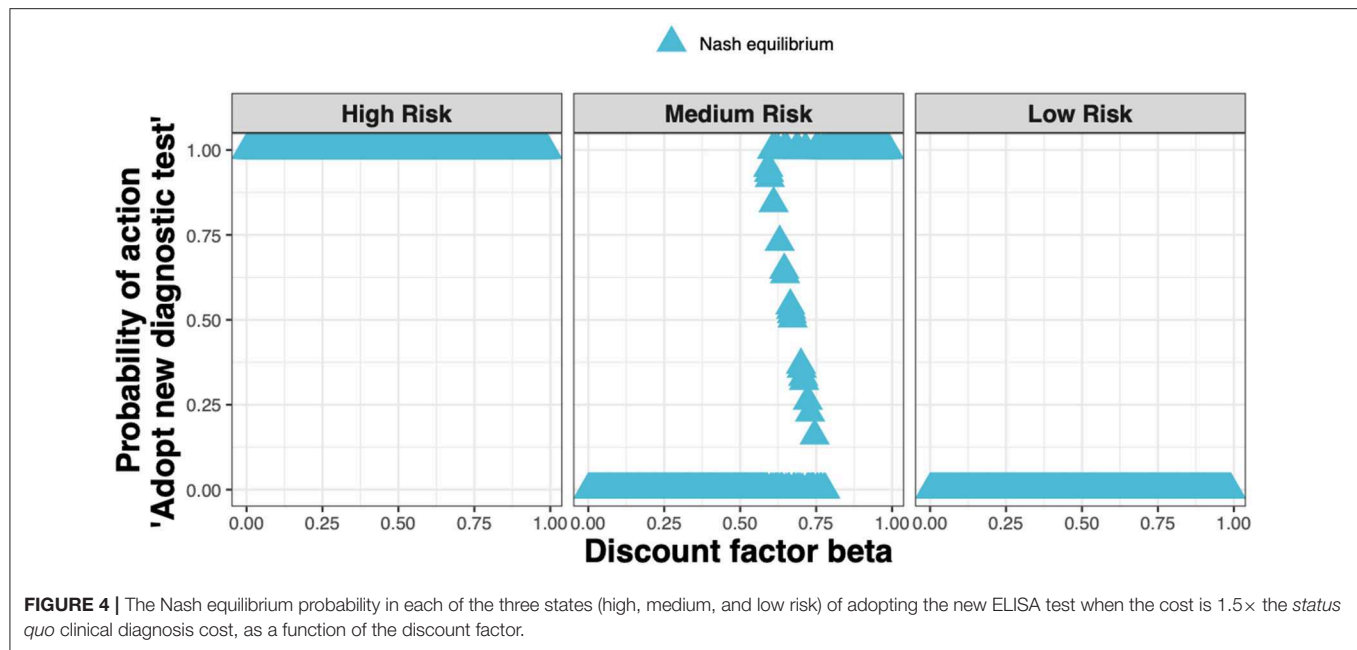 Nash equilibrium
High Risk
Medium Risk
Low Risk
Probability of action
'Adopt new diagnostic test'
1.00
0.75
0.50
0.25
0.00
0.00 0.25 0.50 0.75 1.00
0.00 0.25 0.50 0.75 1.00
0.00 0.25 0.50 0.75 1.00
Discount factor beta
FIGURE 4 | The Nash equilibrium probability in each of the three states (high, medium, and low risk) of adopting the new ELISA test when the cost is 1.5× the status
quo clinical diagnosis cost, as a function of the discount factor.